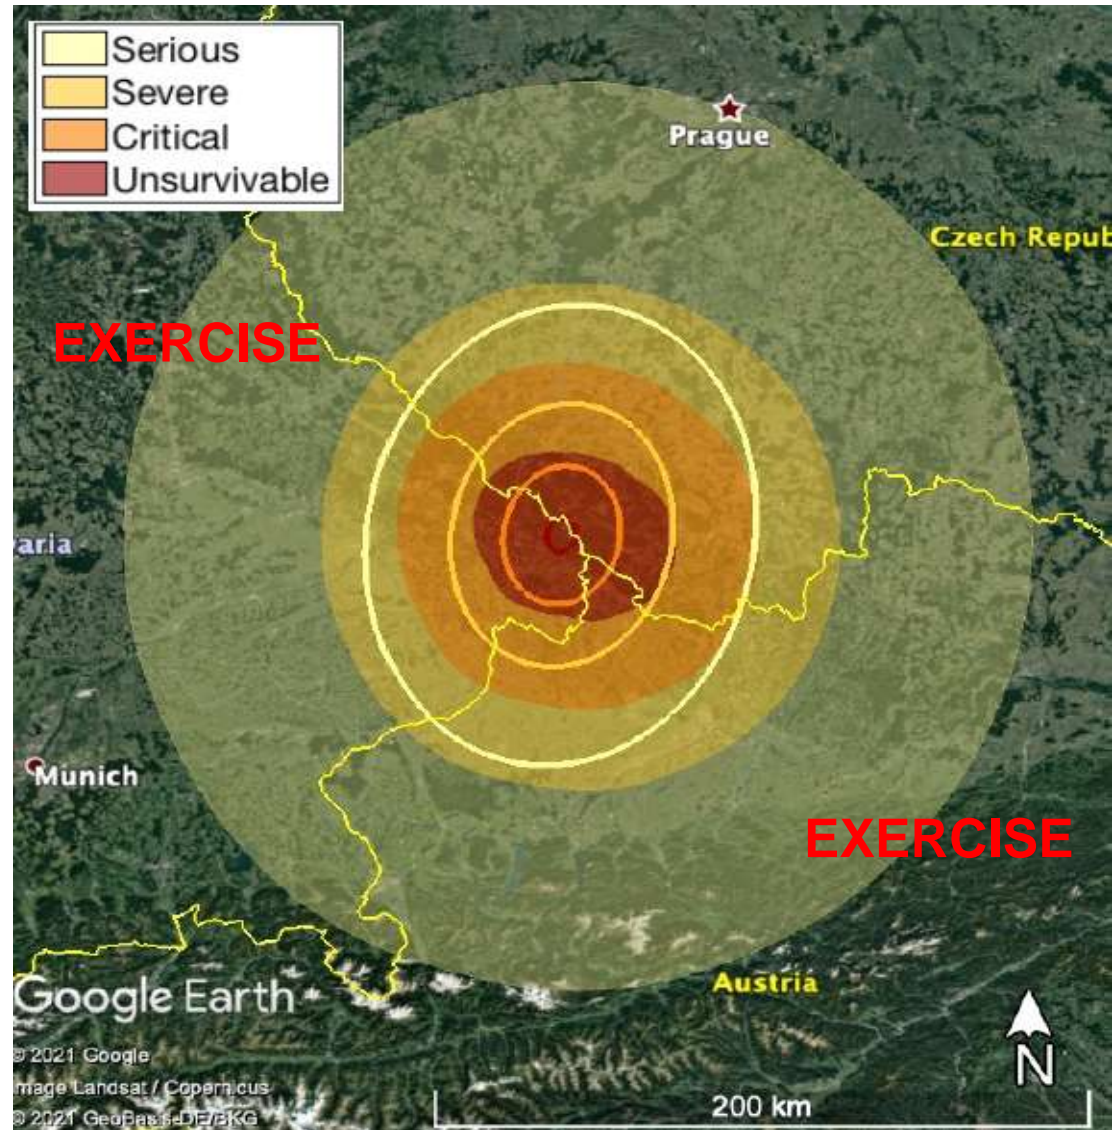 Serious
Severe
Critical
Unsurvivable
Prague
Czech Repub
EXERCISE
varia
Munich
EXERCISE
Austria
Google Earth
© 2021 Google
Image Landsat / Copernicus
© 2021 GeoBasis-DE/BKG
N
200 km